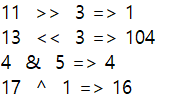 11 >> 3 => 1
13 << 3 => 104
4 & 5 => 4
17 ^ 1 => 16